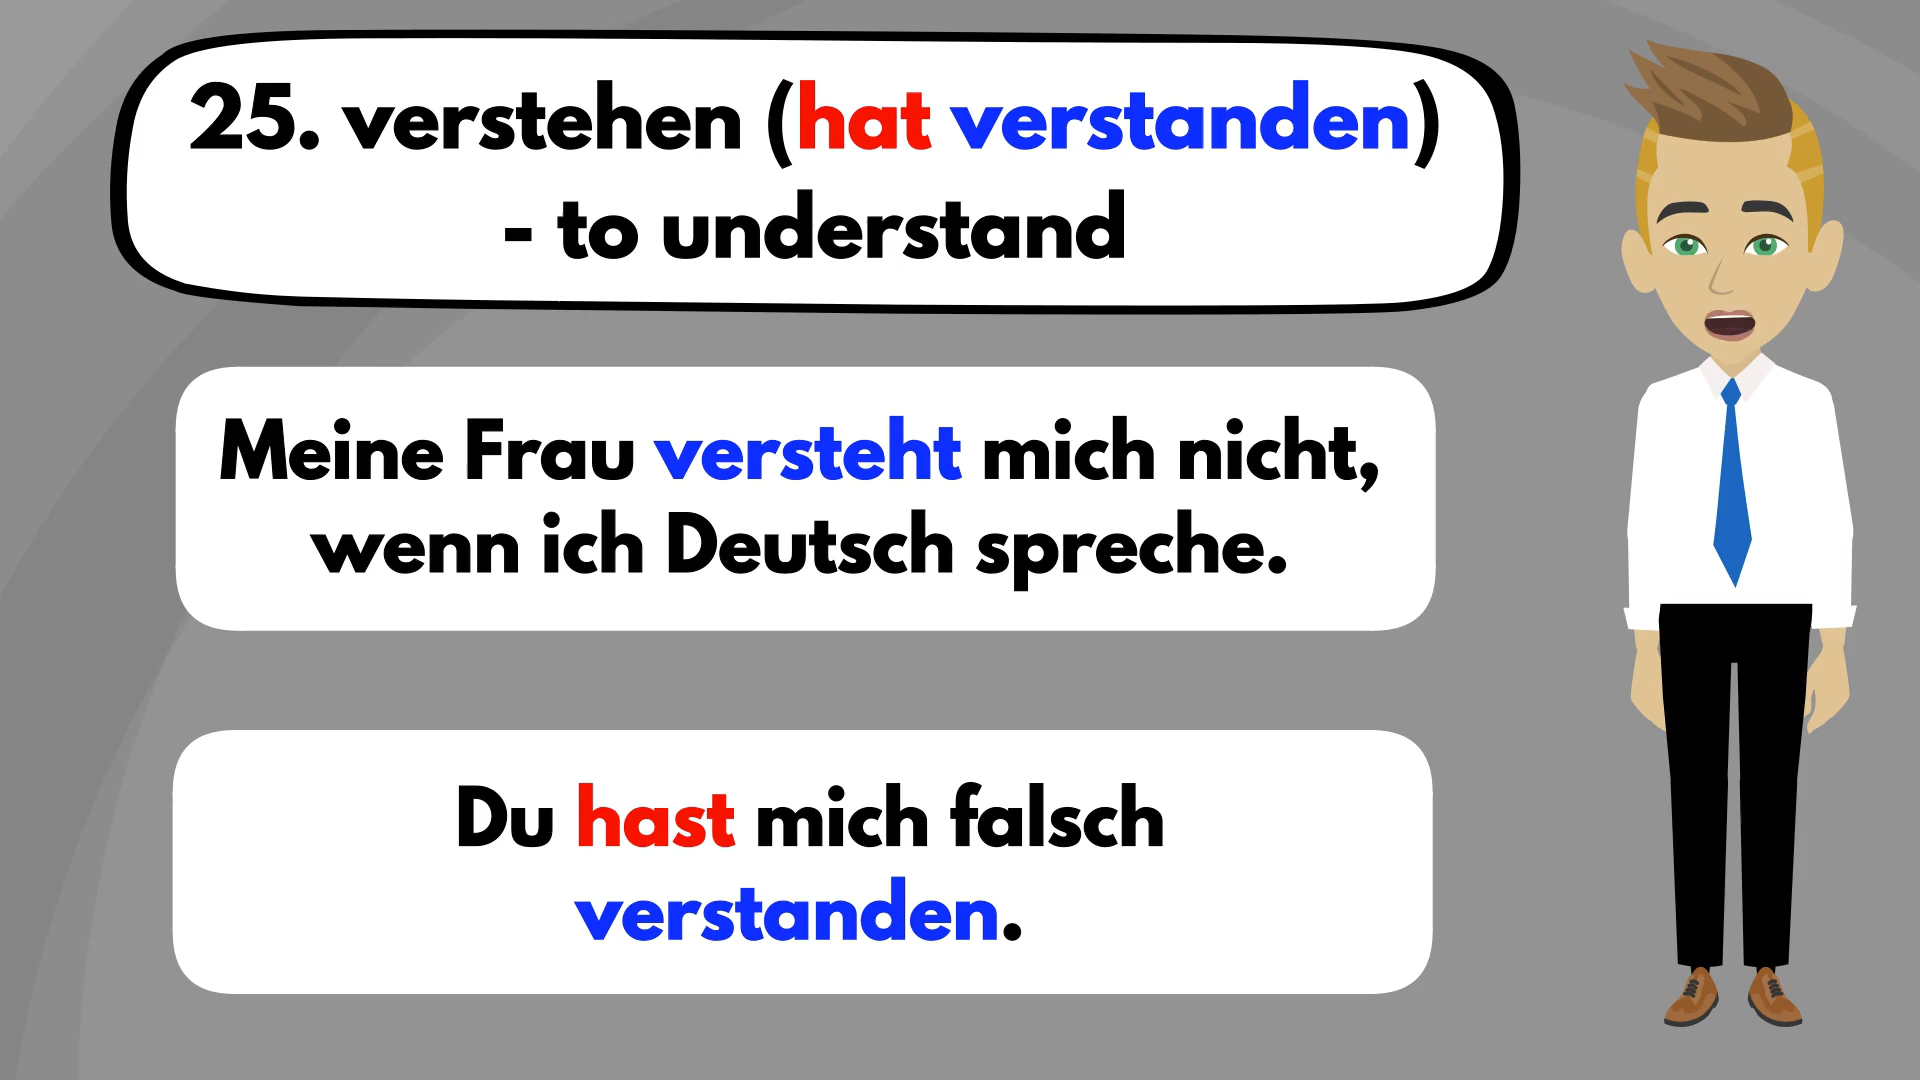 25. verstehen (hat verstanden)
- to understand
Meine Frau versteht mich nicht,
wenn ich Deutsch spreche.
Du hast mich falsch
verstanden.